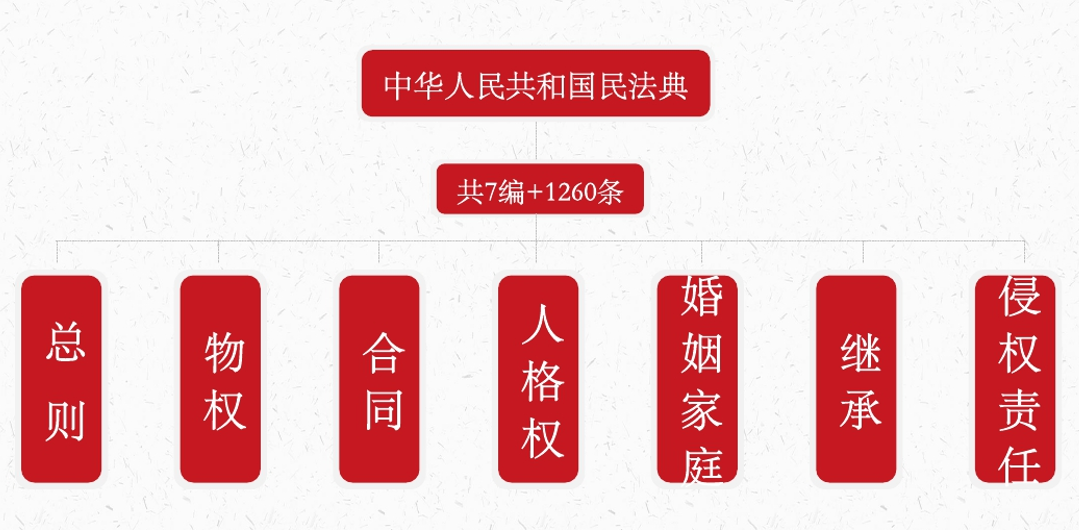 中华人民共和国民法典
共7编+1260条
总则
物权
合同
人格权
婚姻家庭
继承
侵权责任